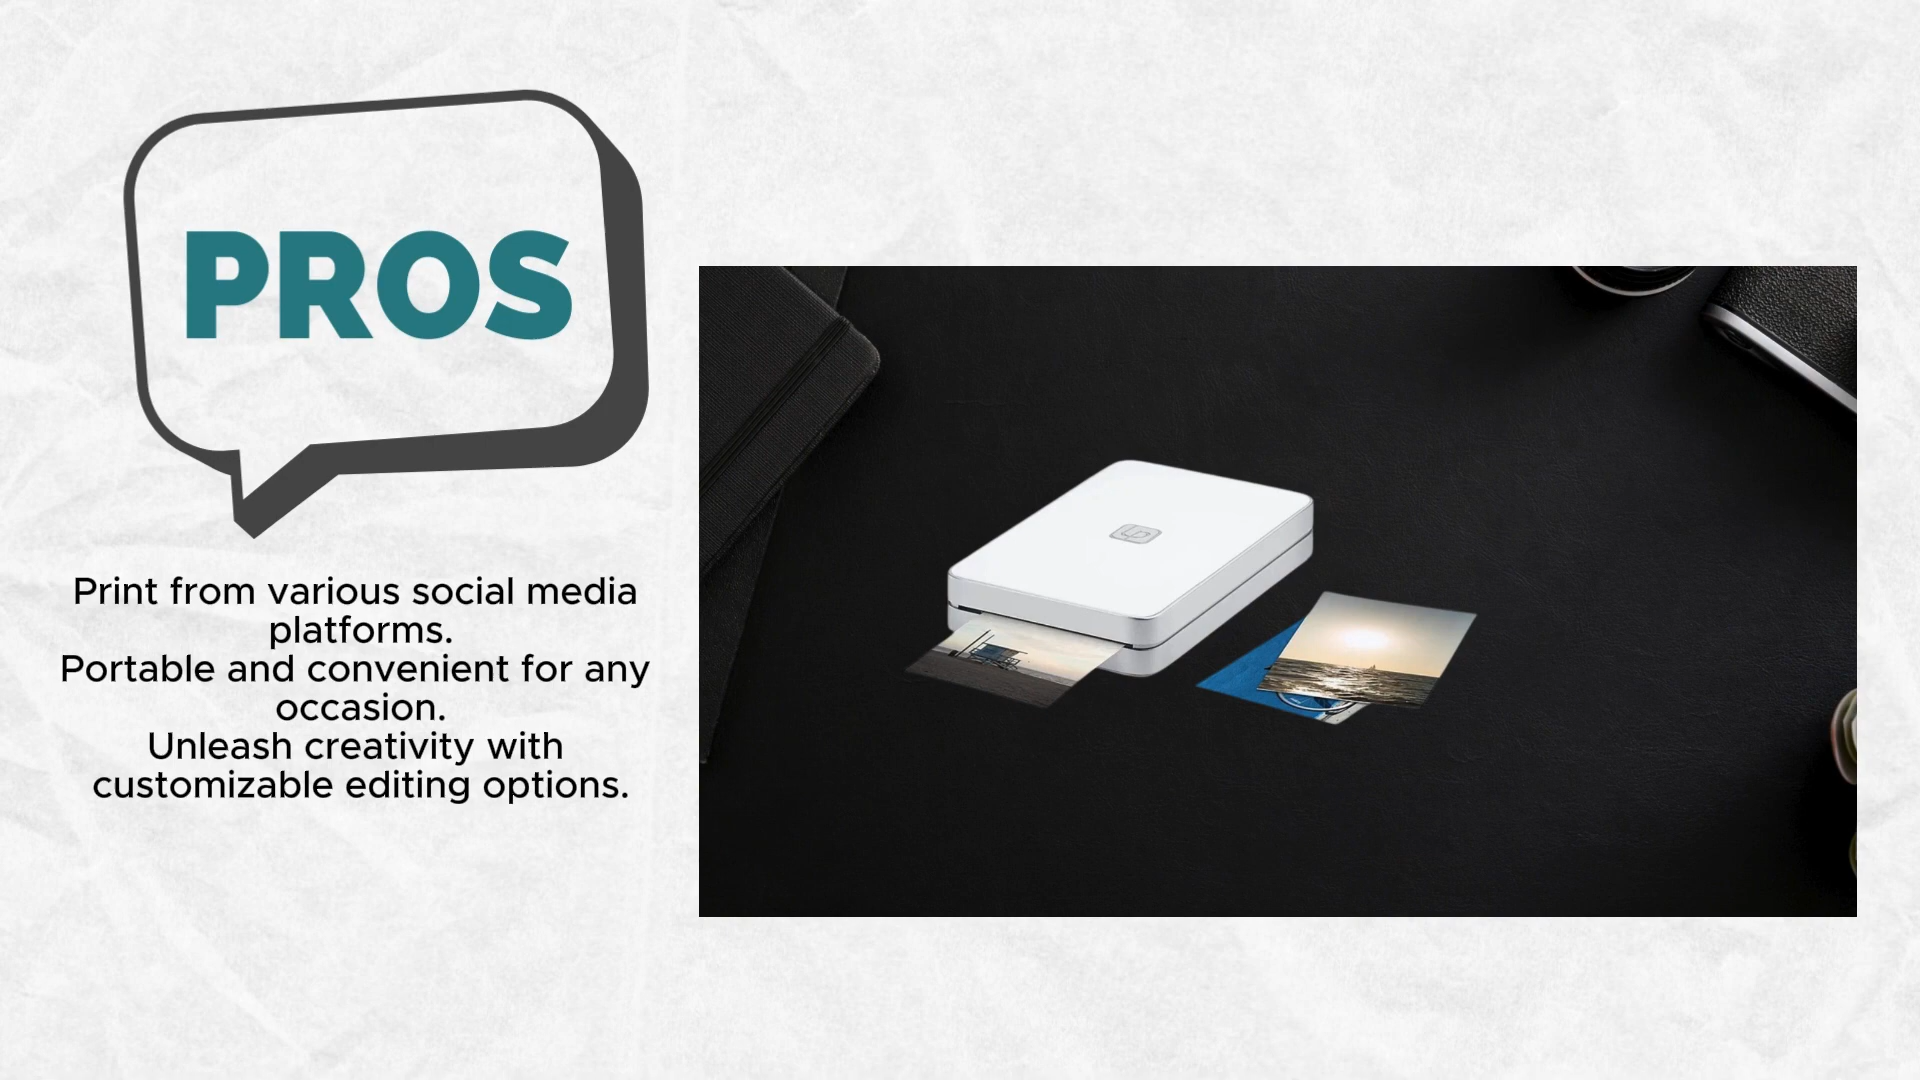 PROS
Print from various social media
platforms.
Portable and convenient for any
occasion.
Unleash creativity with
customizable editing options.